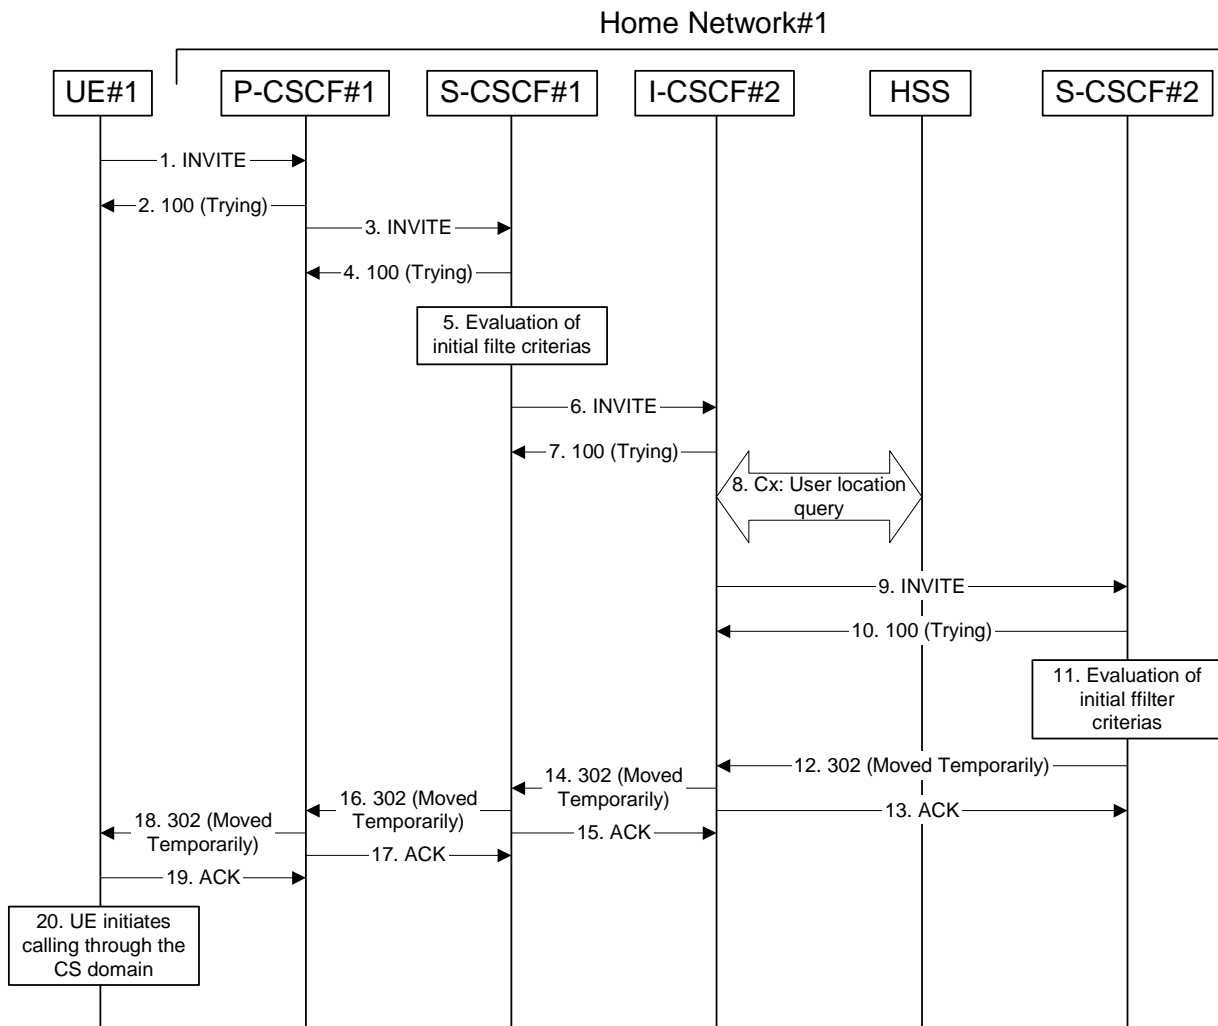 Home Network#1
UE#1
P-CSCF#1
S-CSCF#1
I-CSCF#2
HSS
S-CSCF#2
1. INVITE
2. 100 (Trying)
3. INVITE
4. 100 (Trying)
5. Evaluation of
initial filte criterias
6. INVITE
7. 100 (Trying)
8. Cx: User location
query
9. INVITE
10. 100 (Trying)
11. Evaluation of
initial ffilter
criterias
12. 302 (Moved Temporarily)
13. ACK
14. 302 (Moved
Temporarily)
15. ACK
16. 302 (Moved
Temporarily)
17. ACK
18. 302 (Moved
Temporarily)
19. ACK
20. UE initiates
calling through the
CS domain